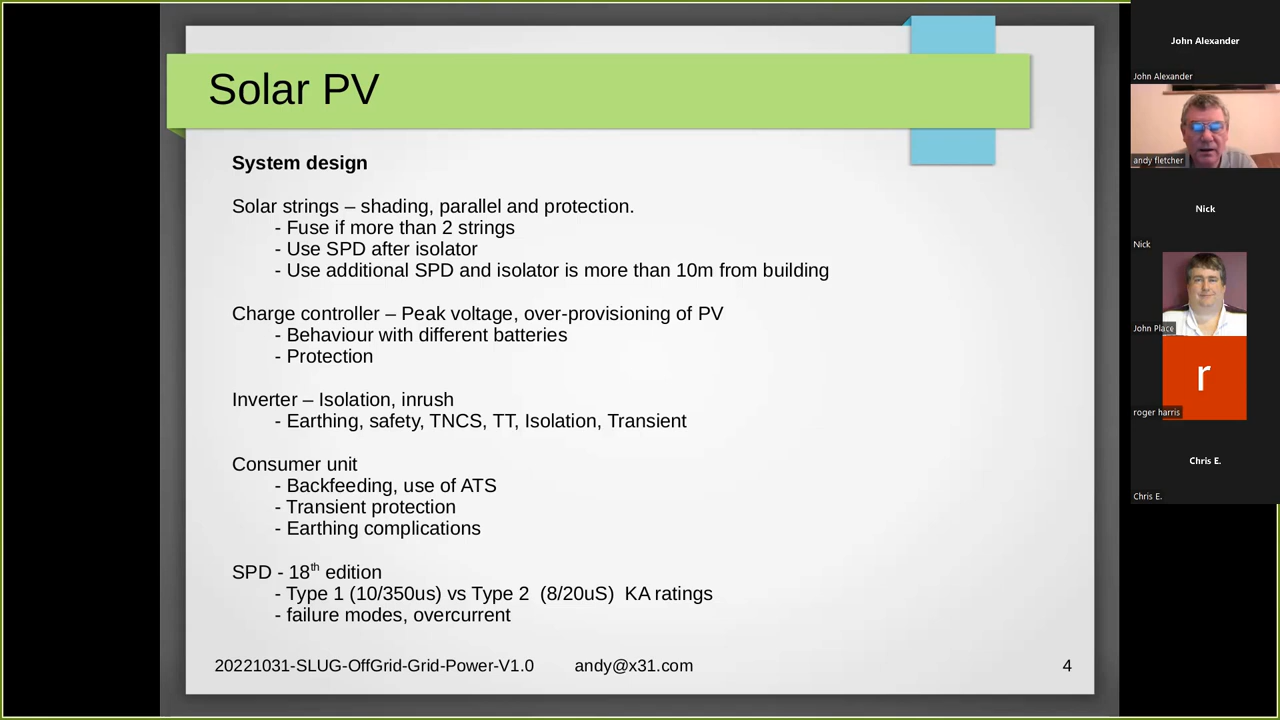 Solar PV
System design
Solar strings – shading, parallel and protection.
- Fuse if more than 2 strings
- Use SPD after isolator
- Use additional SPD and isolator is more than 10m from building
Charge controller – Peak voltage, over-provisioning of PV
- Behaviour with different batteries
- Protection
Inverter – Isolation, inrush
- Earthing, safety, TNCS, TT, Isolation, Transient
Consumer unit
- Backfeeding, use of ATS
- Transient protection
- Earthing complications
SPD - 18th edition
- Type 1 (10/350us) vs Type 2 (8/20uS) KA ratings
- failure modes, overcurrent
20221031-SLUG-OffGrid-Grid-Power-V1.0 andy@x31.com 4
John Alexander
John Alexander
andy fletcher
Nick
Nick
John Place
r
roger harris
Chris E.
Chris E.